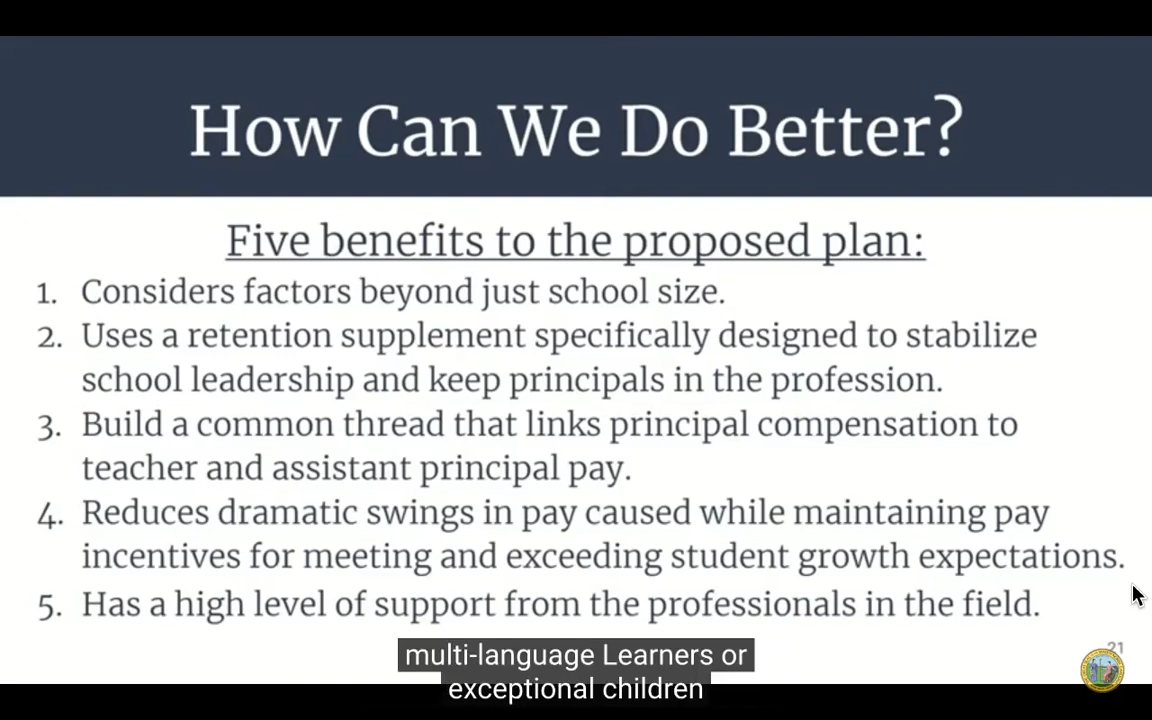 How Can We Do Better?
Five benefits to the proposed plan:
1. Considers factors beyond just school size.
2. Uses a retention supplement specifically designed to stabilize
school leadership and keep principals in the profession.
3. Build a common thread that links principal compensation to
teacher and assistant principal pay.
4. Reduces dramatic swings in pay caused while maintaining pay
incentives for meeting and exceeding student growth expectations.
5. Has a high level of support from the professionals in the field.
21
multi-language Learners or
exceptional children